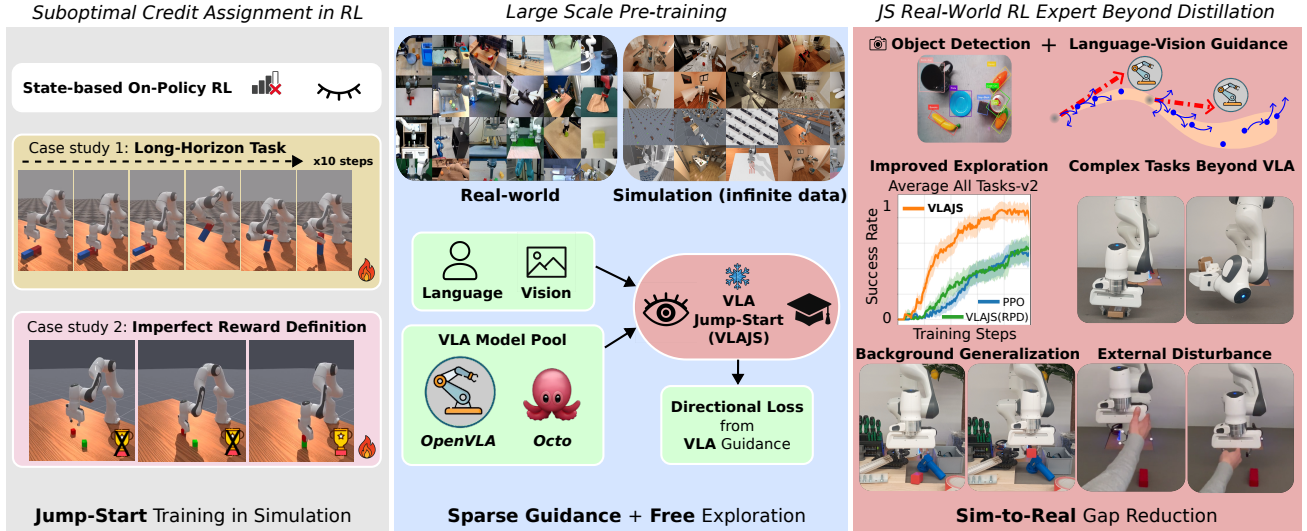 Suboptimal Credit Assignment in RL
State-based On-Policy RL
Case study 1: Long-Horizon Task
x10 steps
Case study 2: Imperfect Reward Definition
Jump-Start Training in Simulation
Large Scale Pre-training
Real-world
Simulation (infinite data)
Language
Vision
VLA Model Pool
OpenVLA
Octo
VLA
Jump-Start
(VLAJS)
Directional Loss
from
VLA Guidance
Sparse Guidance + Free Exploration
JS Real-World RL Expert Beyond Distillation
Object Detection + Language-Vision Guidance
Improved Exploration
Average All Tasks-v2
1
VLAJS
Success Rate
PPO
VLAJS(RPD)
0
Training Steps
Complex Tasks Beyond VLA
Background Generalization
External Disturbance
Sim-to-Real Gap Reduction